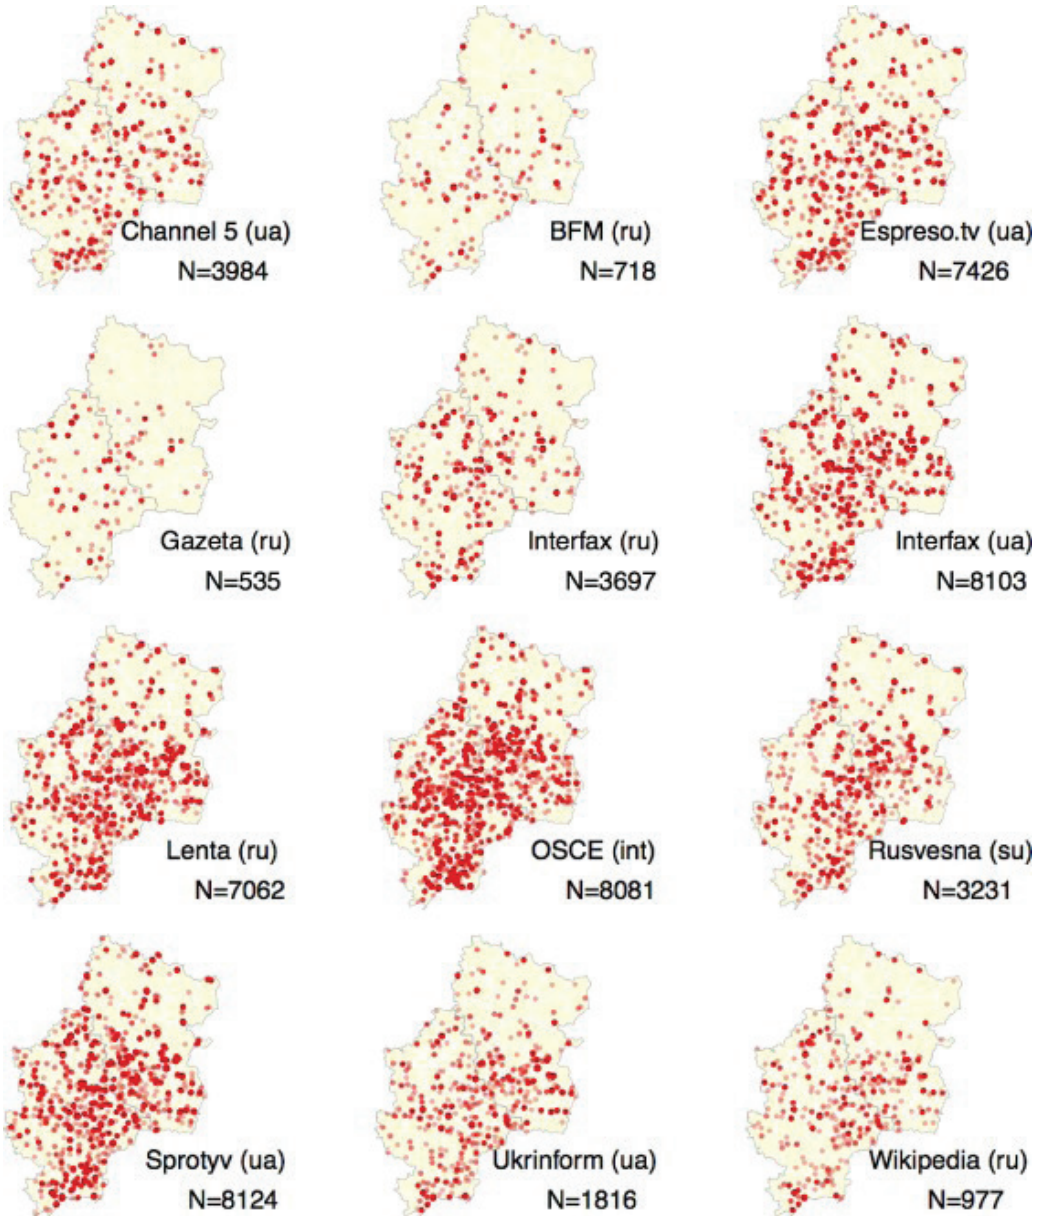 Channel 5 (ua)
N=3984
BFM (ru)
N=718
Espreso.tv (ua)
N=7426
Gazeta (ru)
N=535
Interfax (ru)
N=3697
Interfax (ua)
N=8103
Lenta (ru)
N=7062
OSCE (int)
N=8081
Rusvesna (su)
N=3231
Sprotyv (ua)
N=8124
Ukrinform (ua)
N=1816
Wikipedia (ru)
N=977